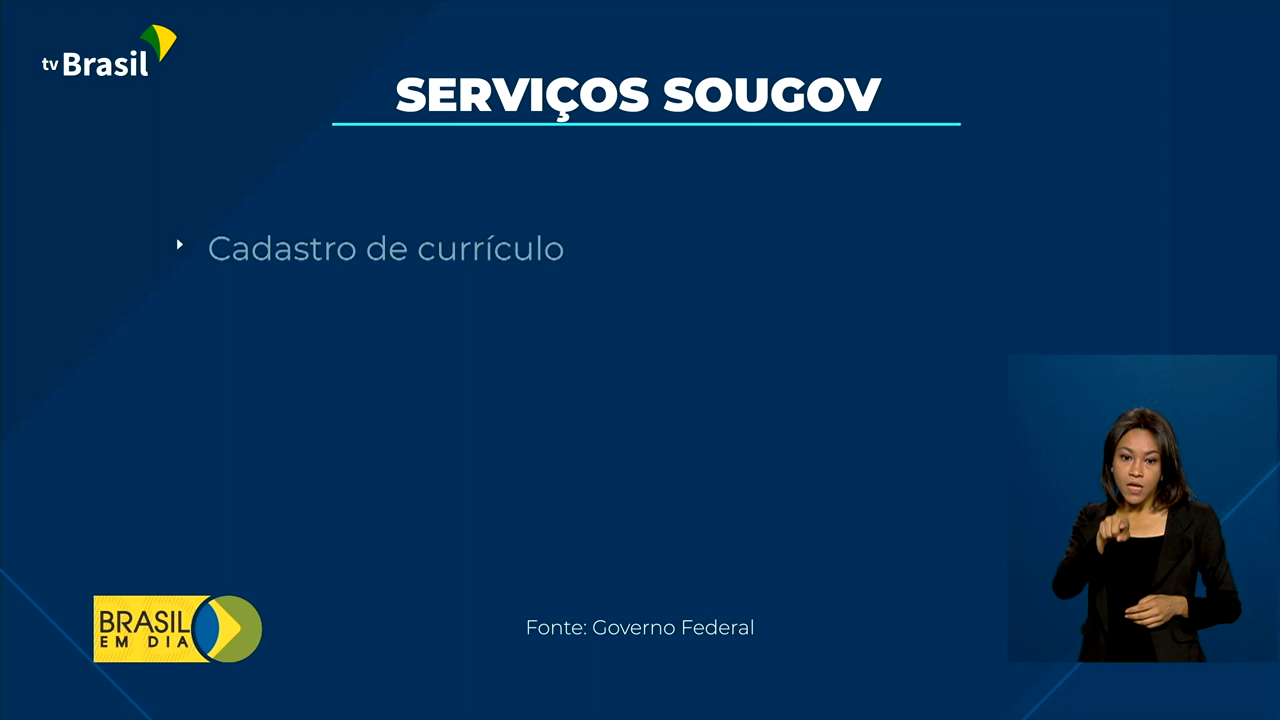 tv Brasil
SERVIÇOS SOUGOV
Cadastro de currículo
BRASIL
EM DIA
Fonte: Governo Federal